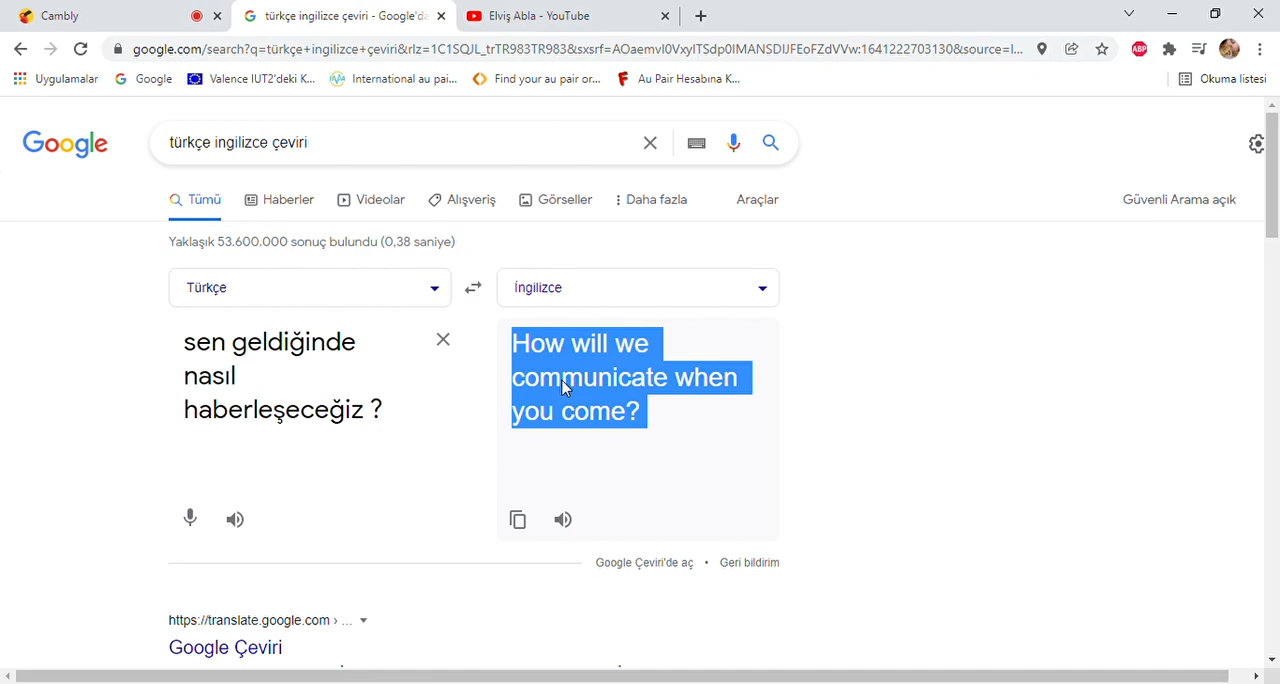 Cambly
türkçe ingilizce çeviri - Google'da
Elviş Abla - YouTube
google.com/search?q=türkçe+ingilizce+çeviri&rlz=1C1SQJL_trTR983TR983&sxsrf=AOaemvI0VxyITSdp0IMANSDIJFEoFZdVVw:1641222703130&source=l...
ABP
Uygulamalar
Google
Valence IUT2'deki K...
International au pai...
Find your au pair or...
Au Pair Hesabına K...
Okuma listesi
Google
türkçe ingilizce çeviri
Tümü
Haberler
Videolar
Alışveriş
Görseller
Daha fazla
Araçlar
Güvenli Arama açık
Yaklaşık 53.600.000 sonuç bulundu (0,38 saniye)
Türkçe
İngilizce
sen geldiğinde
nasıl
haberleşeceğiz ?
How will we
communicate when
you come?
Google Çeviri'de aç • Geri bildirim
https://translate.google.com › ...
Google Çeviri